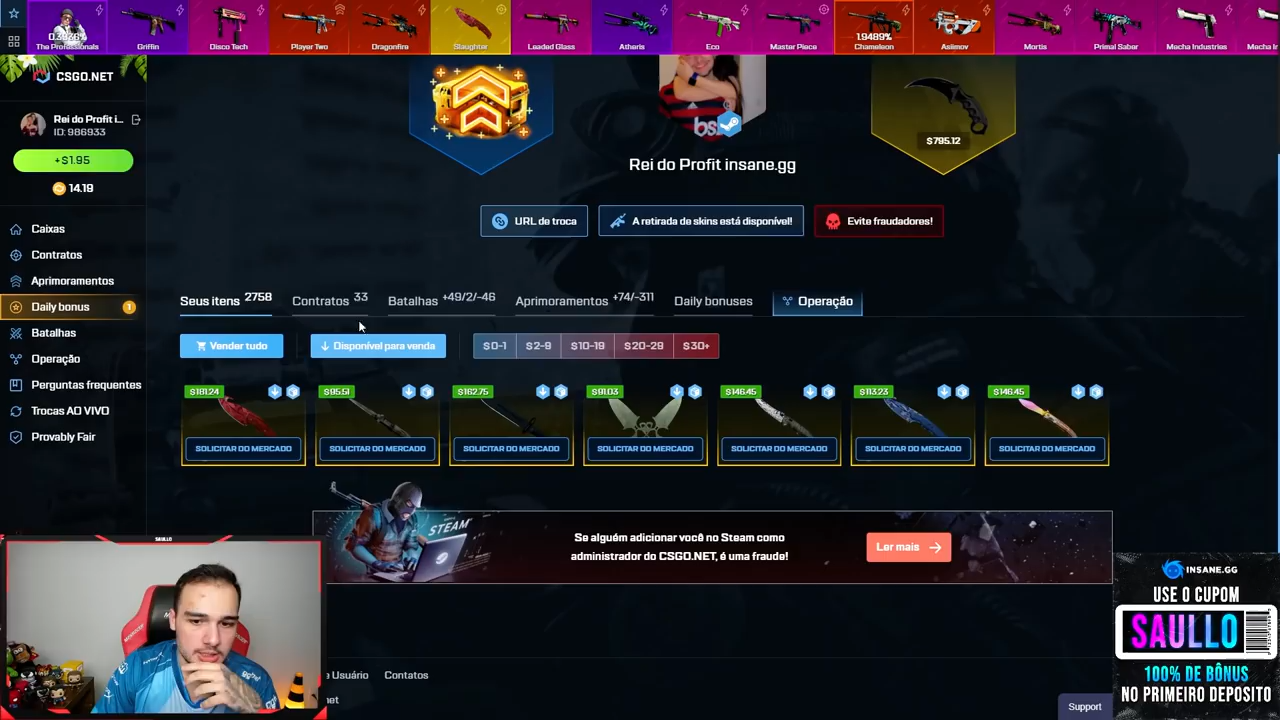 0.3846%
The Professionals
Griffin
Disco Tech
Player Two
Dragonfire
Slaughter
Leaded Glass
Atheris
Eco
Master Piece
1.9489%
Chameleon
Asiimov
Mortis
Primal Saber
Mecha Industries
Mecha In
CSGO.NET
Rei do Profit i...
ID: 986933
+$1.95
14.19
Caixas
Contratos
Aprimoramentos
Daily bonus 1
Batalhas
Operação
Perguntas frequentes
Trocas AO VIVO
Provably Fair
$795.12
Rei do Profit insane.gg
URL de troca
A retirada de skins está disponível!
Evite fraudadores!
Seus itens 2758
Contratos 33
Batalhas +49/2/-46
Aprimoramentos +74/-311
Daily bonuses
Operação
Vender tudo
Disponível para venda
$0-1
$2-9
$10-19
$20-29
$30+
$181.24
$95.51
$162.75
$91.03
$146.45
$113.23
$146.45
SOLICITAR DO MERCADO
SOLICITAR DO MERCADO
SOLICITAR DO MERCADO
SOLICITAR DO MERCADO
SOLICITAR DO MERCADO
SOLICITAR DO MERCADO
SOLICITAR DO MERCADO
STEAM
Se alguém adicionar você no Steam como
administrador do CSGO.NET, é uma fraude!
Ler mais
SAULLO
e Usuário
Contatos
net
INSANE.GG
USE O CUPOM
SAULLO
100% DE BÔNUS
NO PRIMEIRO DEPOSITO
Support